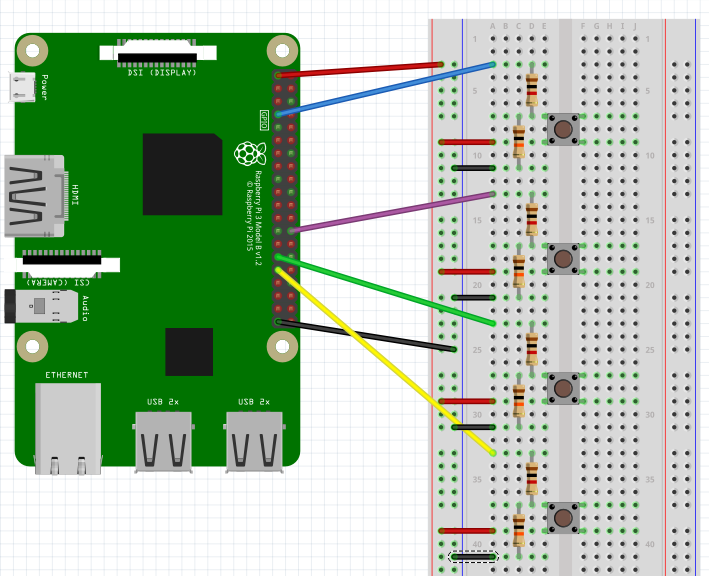 DSI (DISPLAY)
Power
GPIO
HDMI
Raspberry Pi 3 Model B v1.2
© Raspberry Pi 2015
CSI (CAMERA)
Audio
ETHERNET
USB 2x
USB 2x
A B C D E F G H I J
1 1
5 5
10 10
15 15
20 20
25 25
30 30
35 35
40 40